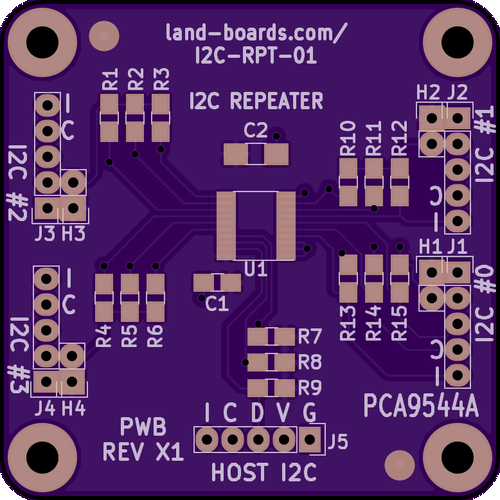 land-boards.com/
I2C-RPT-01
I2C REPEATER
R1 R2 R3
C2
R10 R11 R12
H2 J2
I2C #1
C
I
I
C
I2C #2
J3 H3
U1
C1
H1 J1
I2C #0
C
I
I
C
I2C #3
J4 H4
R4 R5 R6
R13 R14 R15
R7
R8
R9
PCA9544A
I C D V G
J5
PWB
REV X1
HOST I2C